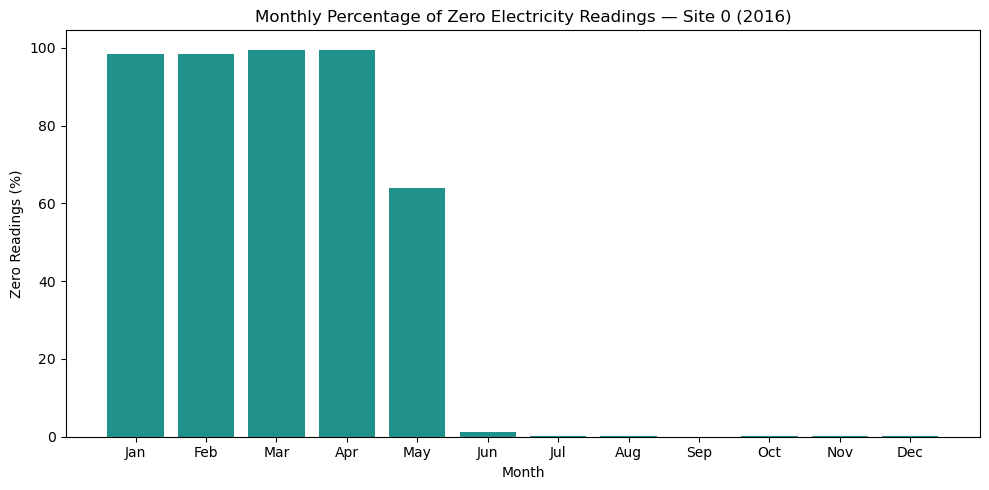 Monthly Percentage of Zero Electricity Readings — Site 0 (2016)
100
80
60
40
20
0
Zero Readings (%)
Jan Feb Mar Apr May Jun Jul Aug Sep Oct Nov Dec
Month